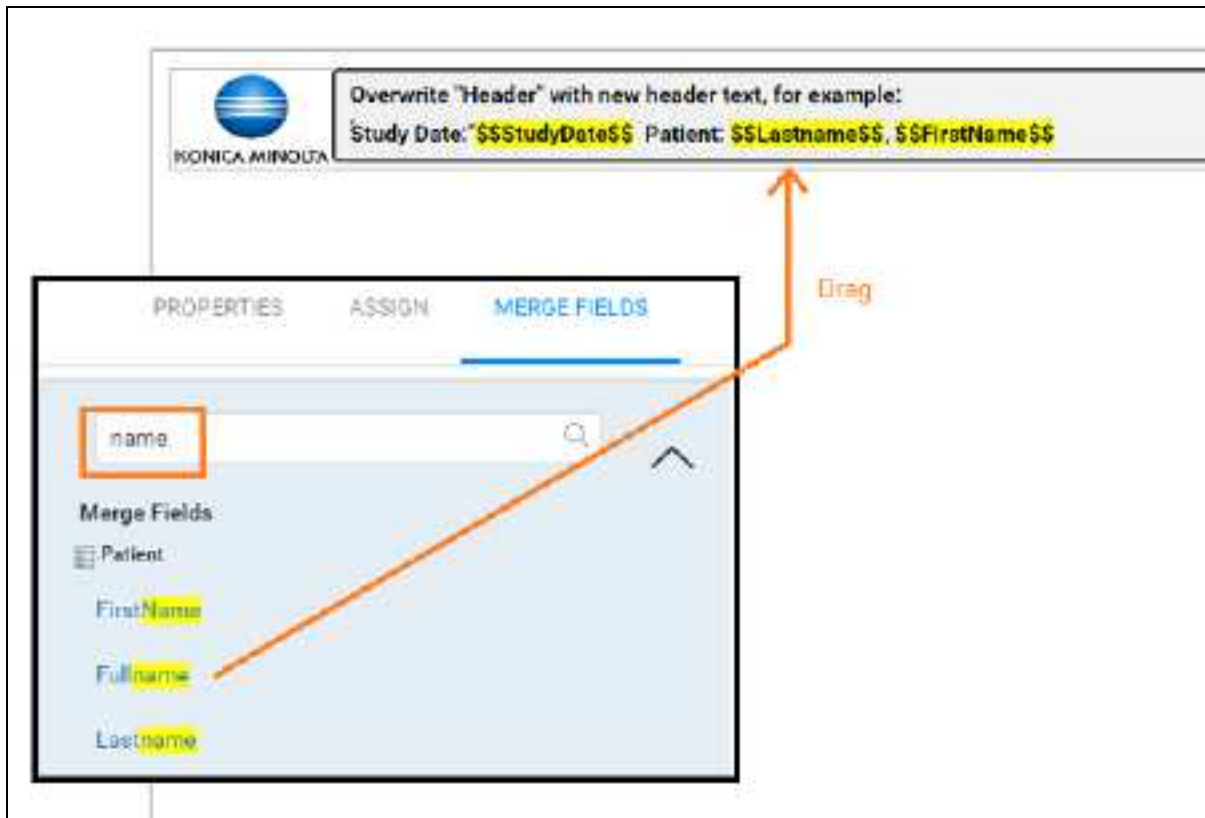 Overwrite "Header" with new header text, for example:
Study Date:"$$StudyDate$$ Patient: $$Lastname$$, $$FirstName$$
KONICA MINOLTA
Drag
PROPERTIES ASSIGN MERGE FIELDS
name
Merge Fields
Patient
FirstName
Fullname
Lastname